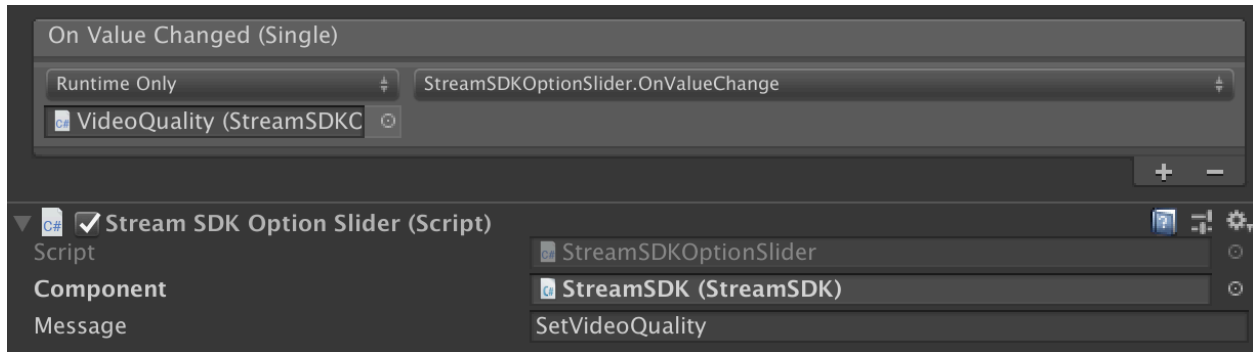 On Value Changed (Single)
Runtime Only StreamSDKOptionSlider.OnValueChange
C# VideoQuality (StreamSDKC
C# Stream SDK Option Slider (Script)
Script C# StreamSDKOptionSlider
Component C# StreamSDK (StreamSDK)
Message SetVideoQuality